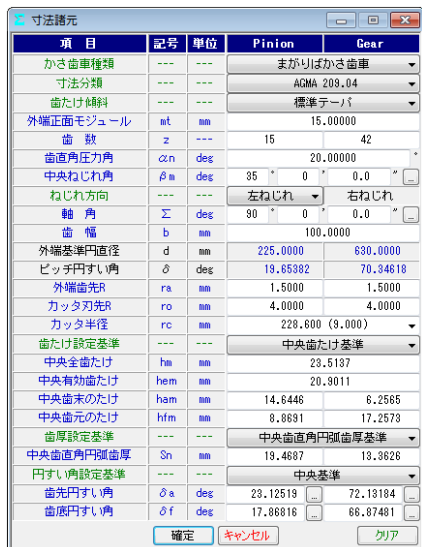 寸法諸元
項 目 記号 単位 Pinion Gear
かさ歯車種類 --- --- まがりばかさ歯車
寸法分類 --- --- AGMA 209.04
歯たけ傾斜 --- --- 標準テーパ
外端正面モジュール mt mm 15.00000
歯 数 z --- 15 42
歯直角圧力角 αn deg 20.00000 °
中央ねじれ角 βm deg 35 ° 0 ' 0.0 " ...
ねじれ方向 --- --- 左ねじれ 右ねじれ
軸 角 Σ deg 90 ° 0 ' 0.0 " ...
歯 幅 b mm 100.0000
外端基準円直径 d mm 225.0000 630.0000
ピッチ円すい角 δ deg 19.65382 70.34618
外端歯先R ra mm 1.5000 1.5000
カッタ刃先R ro mm 4.0000 4.0000
カッタ半径 rc mm 228.600 (9.000)
歯たけ設定基準 --- --- 中央歯たけ基準
中央全歯たけ hm mm 23.5137
中央有効歯たけ hem mm 20.9011
中央歯末のたけ ham mm 14.6446 6.2565
中央歯元のたけ hfm mm 8.8691 17.2573
歯厚設定基準 --- --- 中央歯直角円弧歯厚基準
中央歯直角円弧歯厚 Sn mm 19.4687 13.3626
円すい角設定基準 --- --- 中央基準
歯先円すい角 δa deg 23.12519 ... 72.13184 ...
歯底円すい角 δf deg 17.86816 ... 66.87481 ...
確定 キャンセル クリア